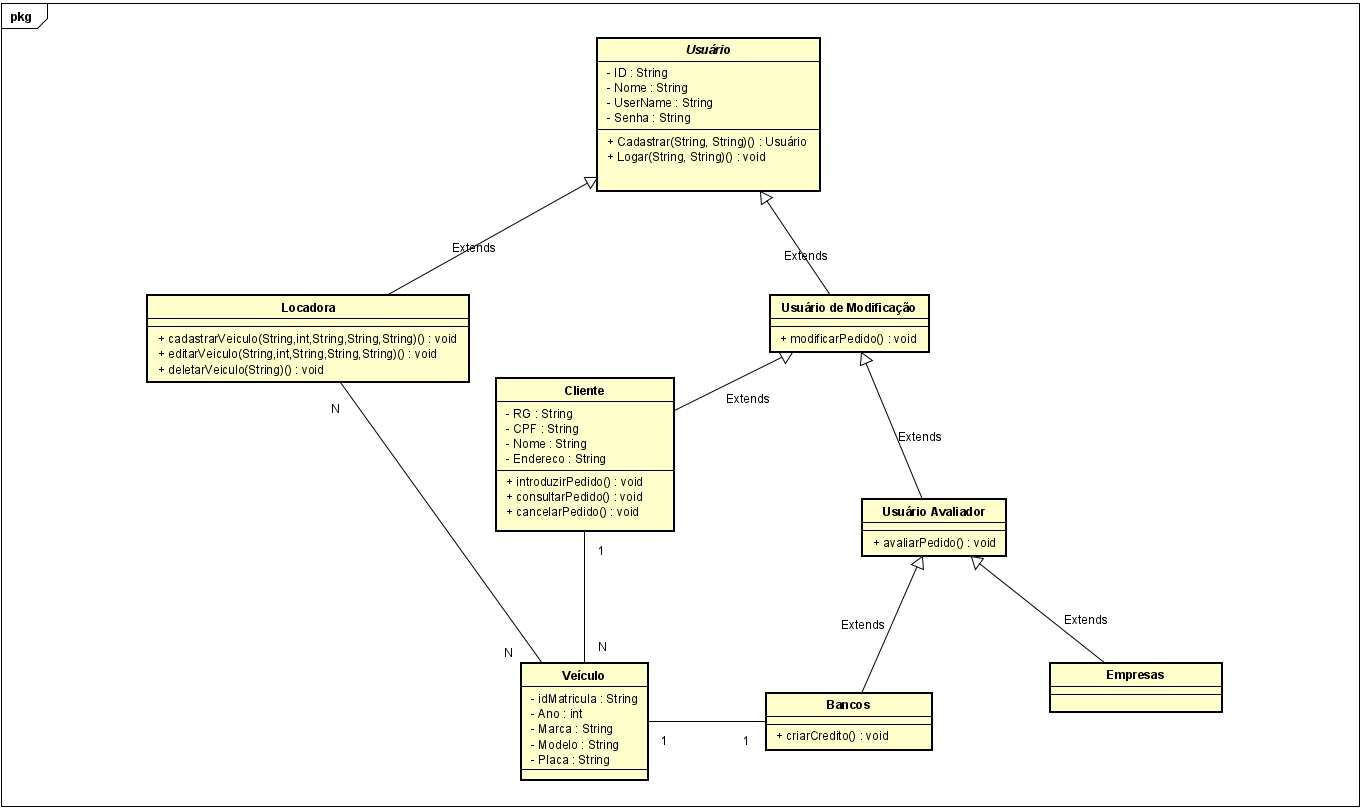 pkg
Usuário
- ID : String
- Nome : String
- UserName : String
- Senha : String
+ Cadastrar(String, String)() : Usuário
+ Logar(String, String)() : void
Extends
Extends
Locadora
+ cadastrarVeiculo(String,int,String,String,String)() : void
+ editarVeiculo(String,int,String,String,String)() : void
+ deletarVeiculo(String)() : void
Usuário de Modificação
+ modificarPedido() : void
N
Cliente
- RG : String
- CPF : String
- Nome : String
- Endereco : String
+ introduzirPedido() : void
+ consultarPedido() : void
+ cancelarPedido() : void
Extends
Extends
Usuário Avaliador
+ avaliarPedido() : void
1
Extends
Extends
N
N
Veículo
- idMatricula : String
- Ano : int
- Marca : String
- Modelo : String
- Placa : String
1
1
Bancos
+ criarCredito() : void
Empresas